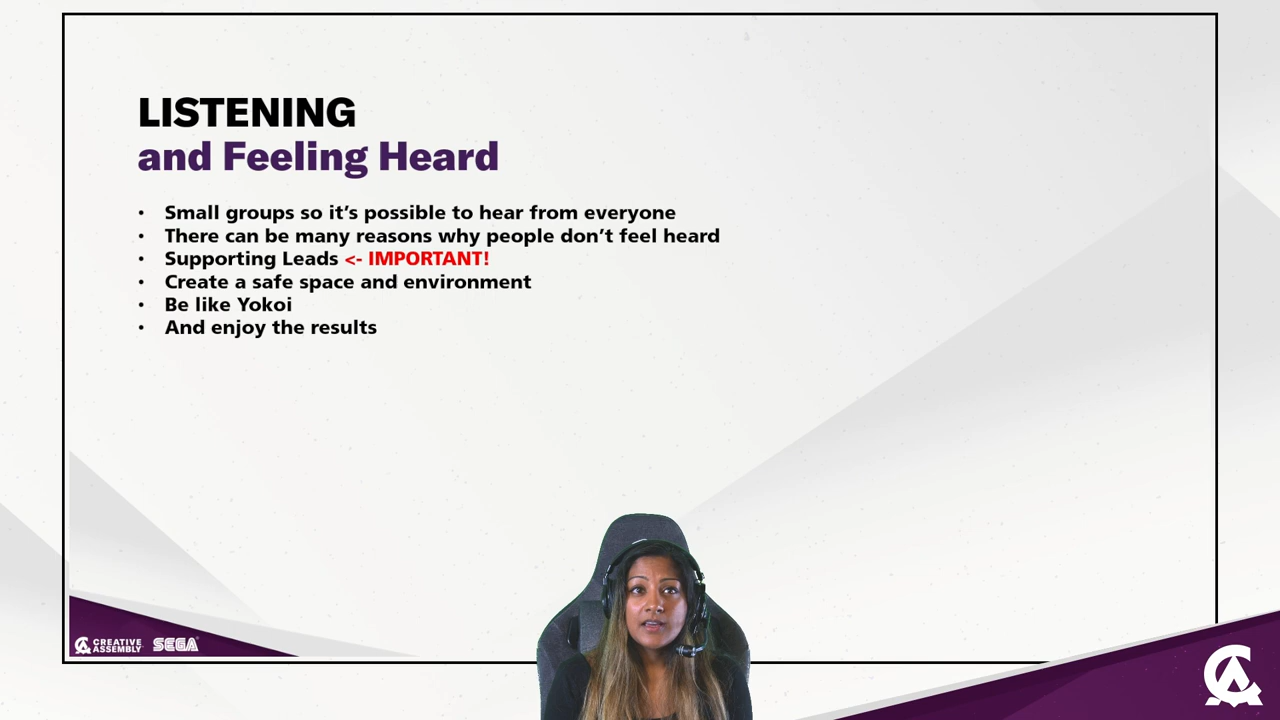 LISTENING
and Feeling Heard
• Small groups so it’s possible to hear from everyone
• There can be many reasons why people don’t feel heard
• Supporting Leads <- IMPORTANT!
• Create a safe space and environment
• Be like Yokoi
• And enjoy the results
CREATIVE
ASSEMBLY
SEGA